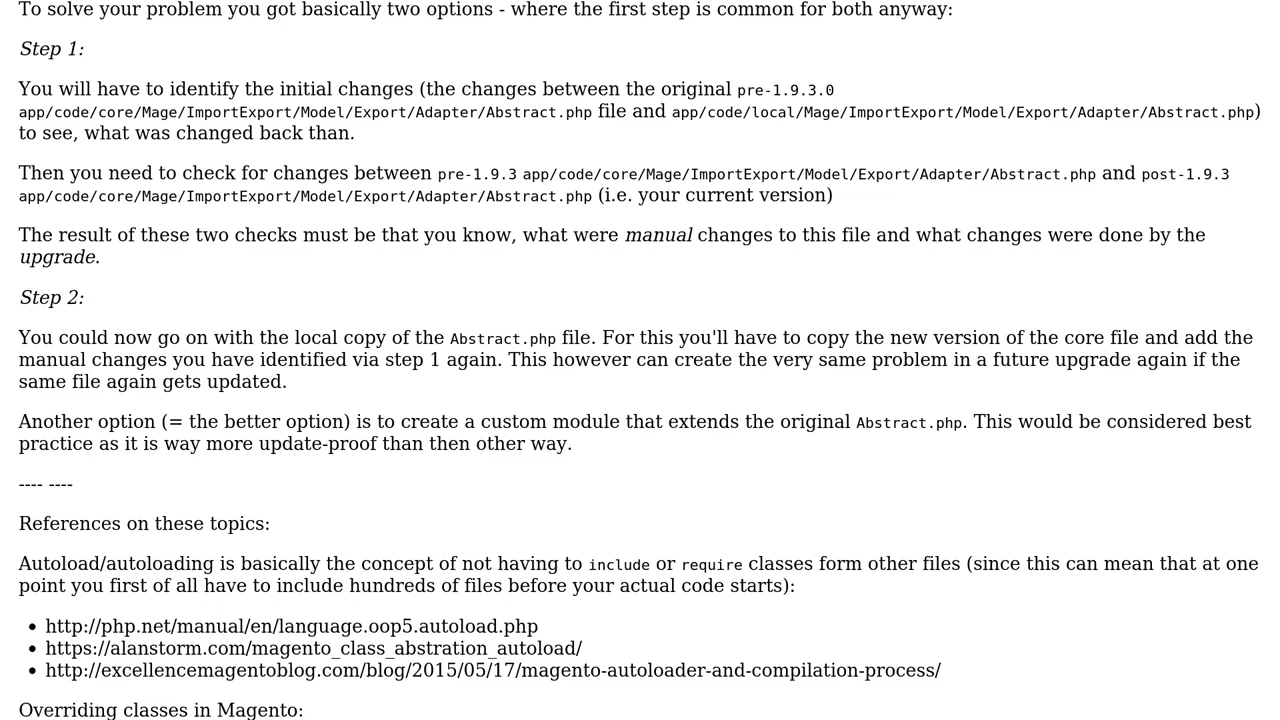 To solve your problem you got basically two options - where the first step is common for both anyway:
Step 1:
You will have to identify the initial changes (the changes between the original pre-1.9.3.0
app/code/core/Mage/ImportExport/Model/Export/Adapter/Abstract.php file and app/code/local/Mage/ImportExport/Model/Export/Adapter/Abstract.php)
to see, what was changed back than.
Then you need to check for changes between pre-1.9.3 app/code/core/Mage/ImportExport/Model/Export/Adapter/Abstract.php and post-1.9.3
app/code/core/Mage/ImportExport/Model/Export/Adapter/Abstract.php (i.e. your current version)
The result of these two checks must be that you know, what were manual changes to this file and what changes were done by the
upgrade.
Step 2:
You could now go on with the local copy of the Abstract.php file. For this you'll have to copy the new version of the core file and add the
manual changes you have identified via step 1 again. This however can create the very same problem in a future upgrade again if the
same file again gets updated.
Another option (= the better option) is to create a custom module that extends the original Abstract.php. This would be considered best
practice as it is way more update-proof than then other way.
---- ----
References on these topics:
Autoload/autoloading is basically the concept of not having to include or require classes form other files (since this can mean that at one
point you first of all have to include hundreds of files before your actual code starts):
• http://php.net/manual/en/language.oop5.autoload.php
• https://alanstorm.com/magento_class_abstration_autoload/
• http://excellencemagentoblog.com/blog/2015/05/17/magento-autoloader-and-compilation-process/
Overriding classes in Magento: